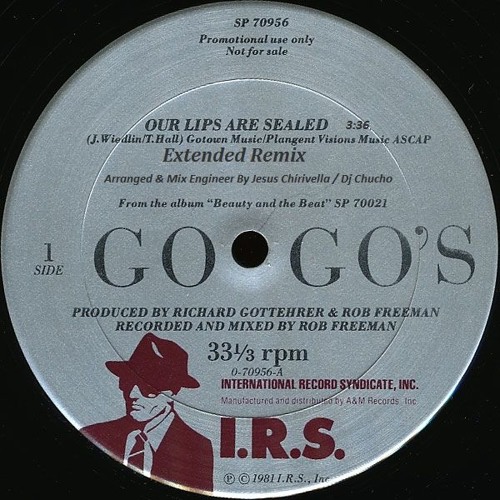 SP 70956
Promotional use only
Not for sale
OUR LIPS ARE SEALED 3:36
(J.Wiedlin/T.Hall) Gotown Music/Plangent Visions Music ASCAP
Extended Remix
Arranged & Mix Engineer By Jesus Chirivella / Dj Chucho
From the album "Beauty and the Beat" SP 70021
1
SIDE
GO GO'S
PRODUCED BY RICHARD GOTTEHRER & ROB FREEMAN
RECORDED AND MIXED BY ROB FREEMAN
33⅓ rpm
0-70956-A
INTERNATIONAL RECORD SYNDICATE, INC.
Manufactured and distributed by A&M Records, Inc
I.R.S.
℗ © 1981 I.R.S., Inc